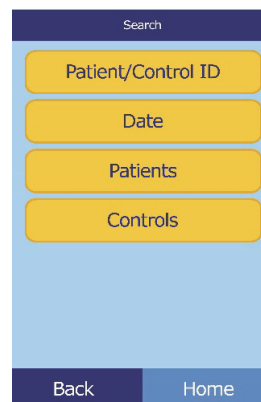 Search
Patient/Control ID
Date
Patients
Controls
Back Home